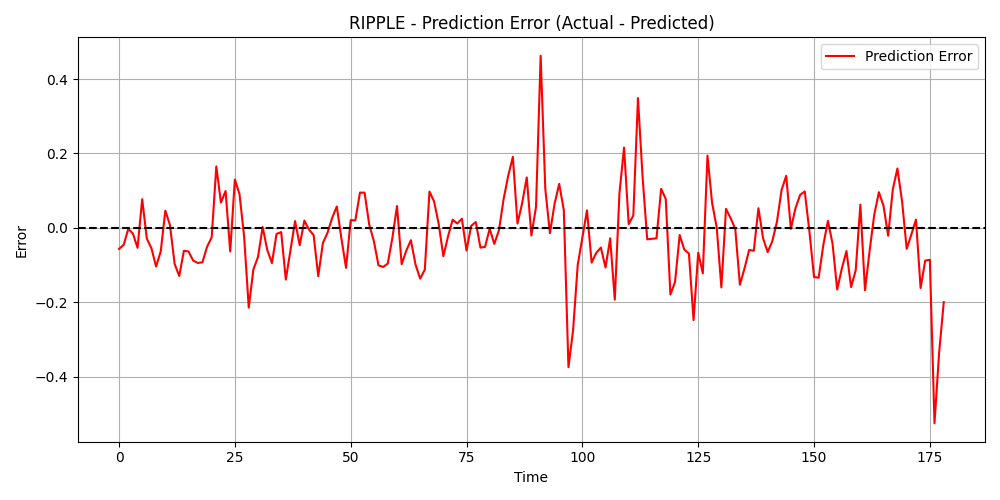 RIPPLE - Prediction Error (Actual - Predicted)
Prediction Error
Error
0.4
0.2
0.0
−0.2
−0.4
0 25 50 75 100 125 150 175
Time